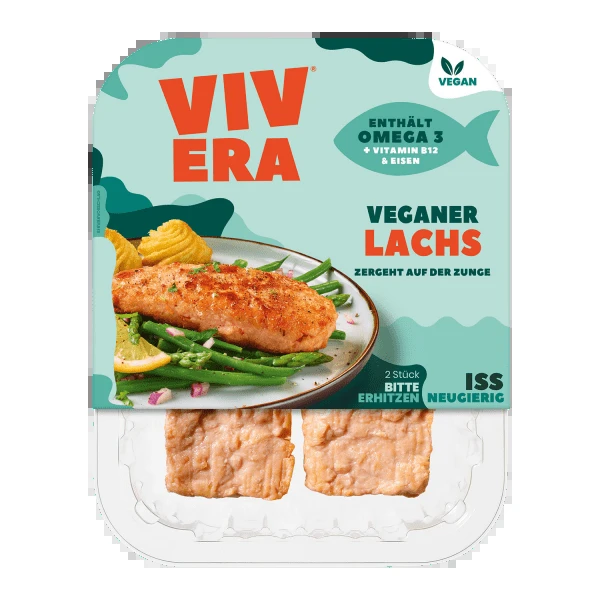 VIV
ERA®
VEGAN
ENTHÄLT
OMEGA 3
+ VITAMIN B12
& EISEN
VEGANER
LACHS
ZERGEHT AUF DER ZUNGE
2 Stück
BITTE
ERHITZEN
ISS
NEUGIERIG